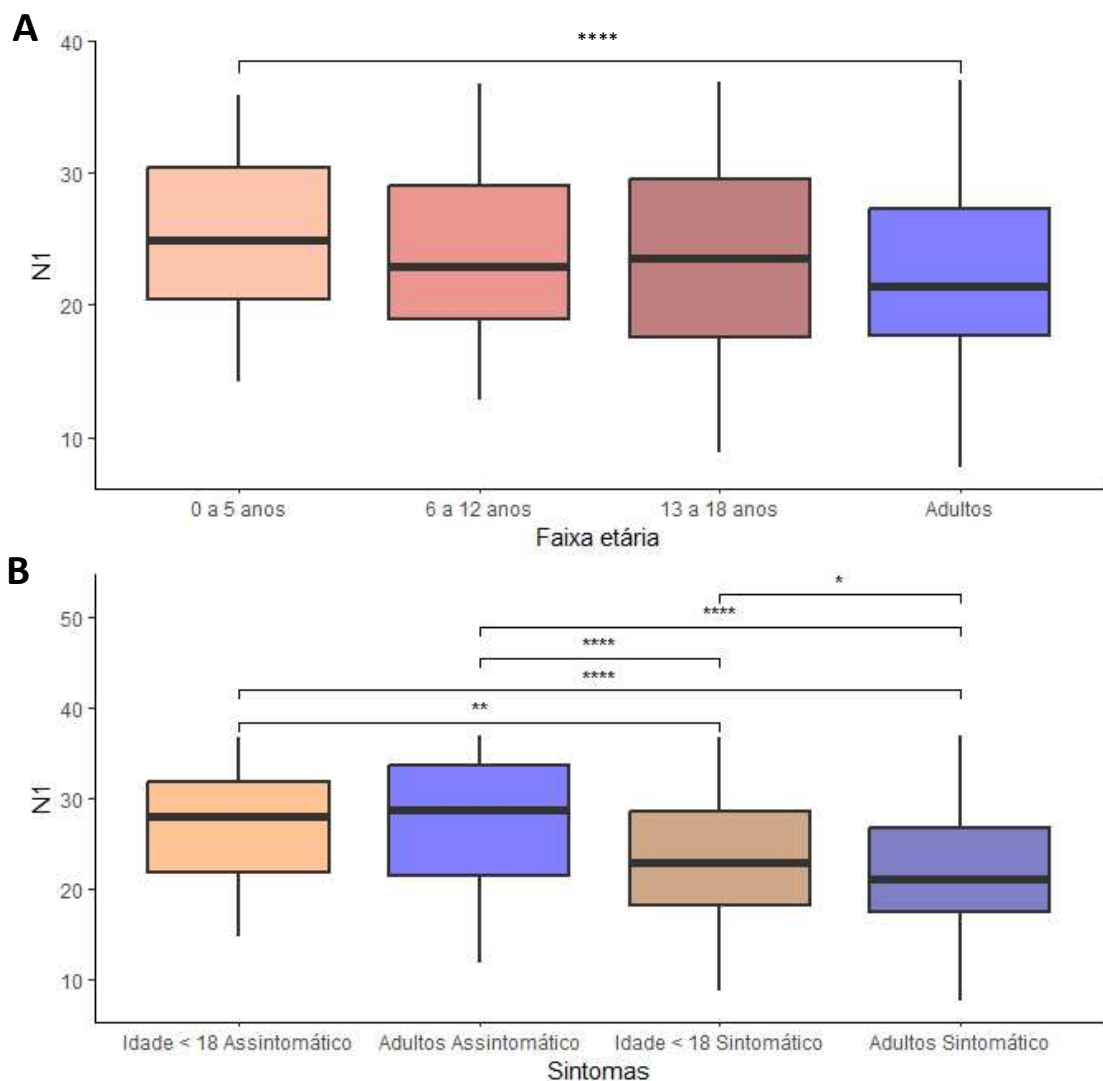 A
****
40
30
20
10
N1
0 a 5 anos
6 a 12 anos
13 a 18 anos
Adultos
Faixa etária
B
*
****
****
****
**
50
40
30
20
10
N1
Idade < 18 Assintomático
Adultos Assintomático
Idade < 18 Sintomático
Adultos Sintomático
Sintomas